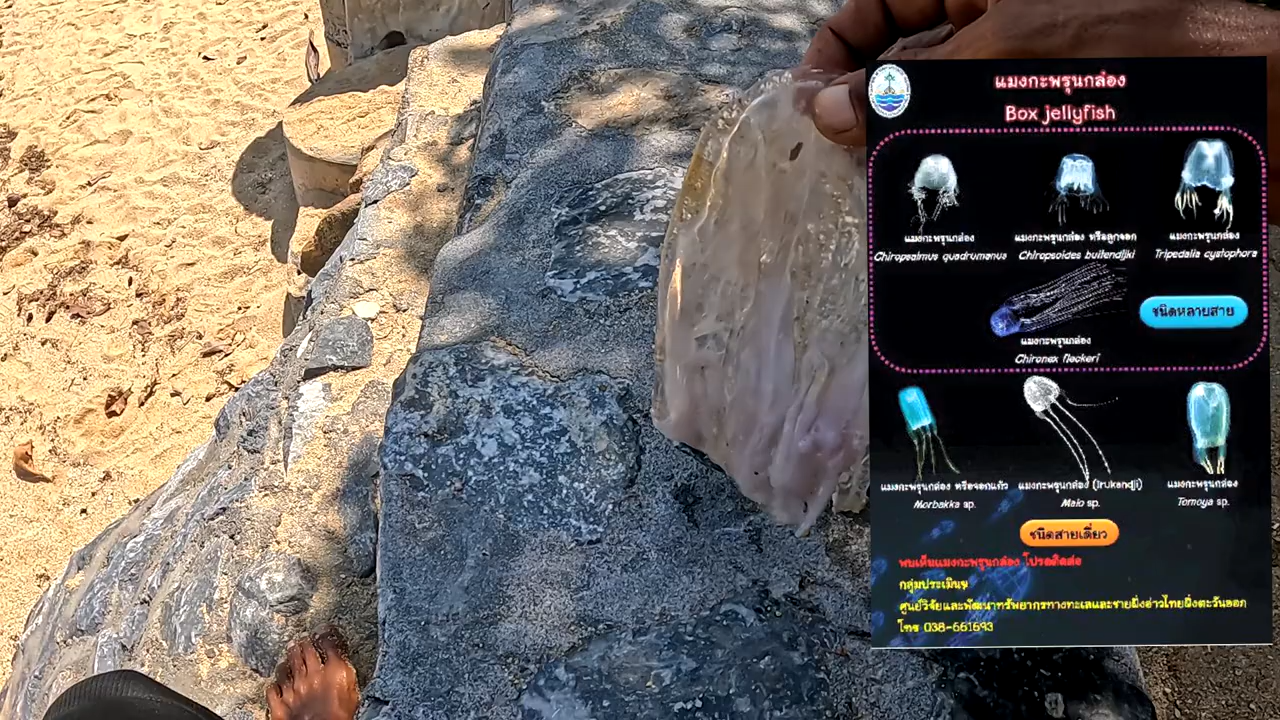 แมงกะพรุนกล่อง
Box jellyfish
แมงกะพรุนกล่อง
Chiropsalmus quadrumanus
แมงกะพรุนกล่อง หรือลูกจอก
Chiropsoides buitendijki
แมงกะพรุนกล่อง
Tripedalia cystophora
แมงกะพรุนกล่อง
Chironex fleckeri
ชนิดหลายสาย
แมงกะพรุนกล่อง หรือจอกแก้ว
Morbakka sp.
แมงกะพรุนกล่อง (Irukandji)
Malo sp.
แมงกะพรุนกล่อง
Tamoya sp.
ชนิดสายเดี่ยว
พบเห็นแมงกะพรุนกล่อง โปรดติดต่อ
กลุ่มประเมินฯ
ศูนย์วิจัยและพัฒนาทรัพยากรทางทะเลและชายฝั่งอ่าวไทยฝั่งตะวันออก
โทร 038-661693